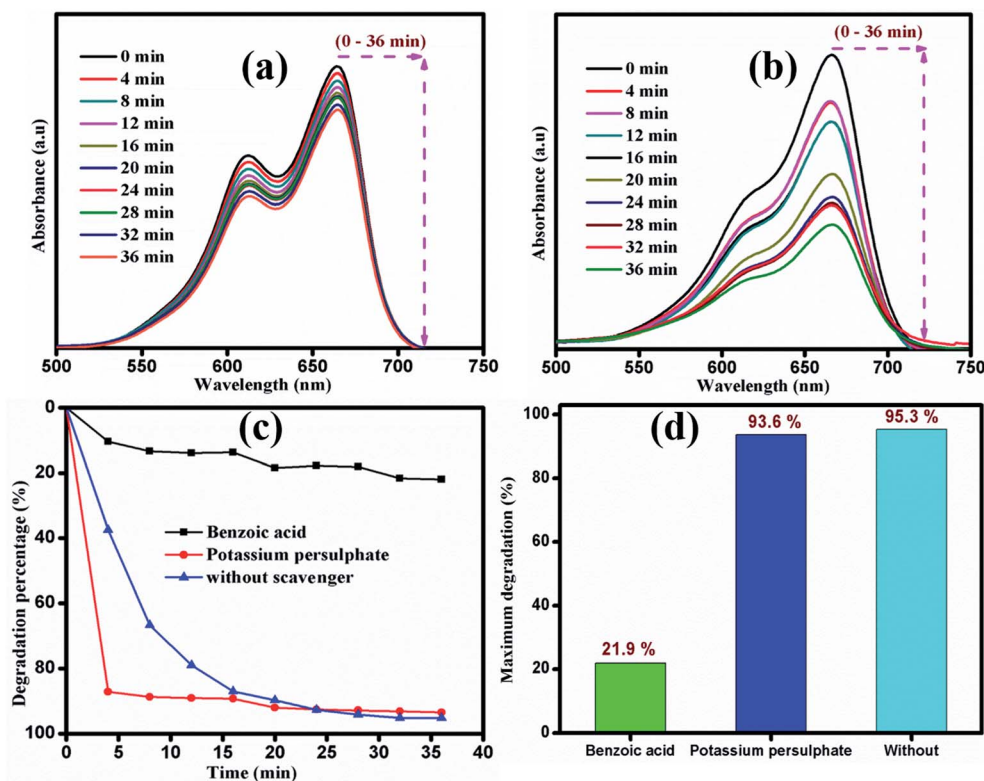 (a)
(0 - 36 min)
0 min
4 min
8 min
12 min
16 min
20 min
24 min
28 min
32 min
36 min
Absorbance (a.u)
500 550 600 650 700 750
Wavelength (nm)
(b)
(0 - 36 min)
0 min
4 min
8 min
12 min
16 min
20 min
24 min
28 min
32 min
36 min
Absorbance (a.u)
500 550 600 650 700 750
Wavelength (nm)
(c)
0
20
40
60
80
100
Degradation percentage (%)
Benzoic acid
Potassium persulphate
without scavenger
0 5 10 15 20 25 30 35 40
Time (min)
(d)
100
80
60
40
20
0
Maximum degradation (%)
21.9 %
93.6 %
95.3 %
Benzoic acid Potassium persulphate Without